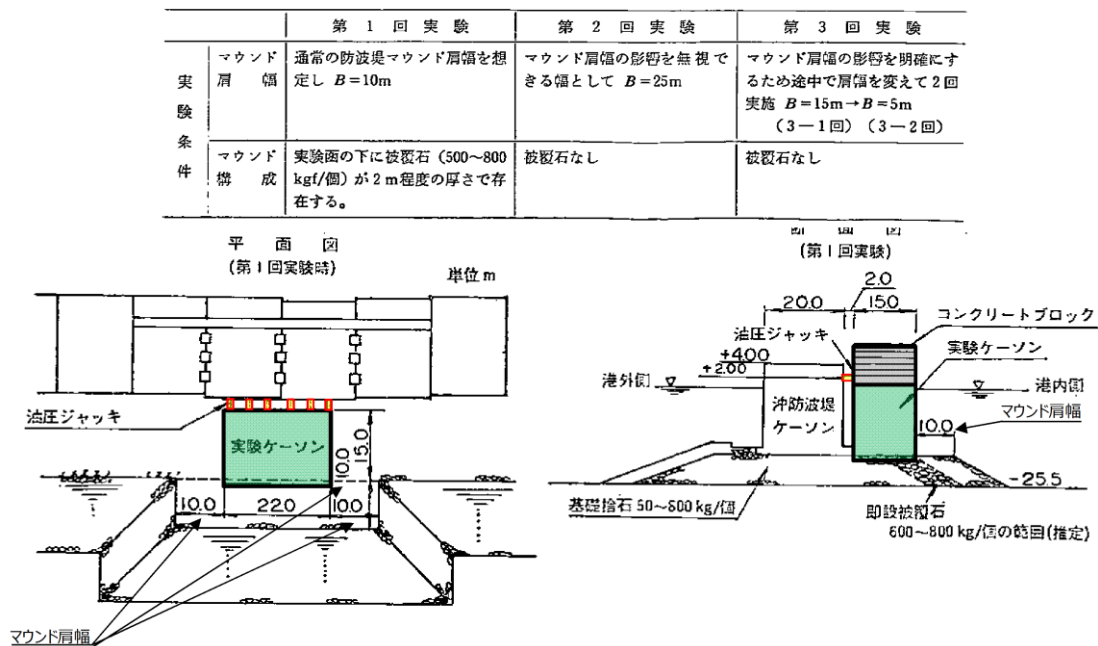 第１回実験
第２回実験
第３回実験
実験条件
マウンド肩幅
通常の防波堤マウンド肩幅を想
定し B＝10m
マウンド肩幅の影響を無視で
きる幅として B＝25m
マウンド肩幅の影響を明確にす
るため途中で肩幅を変えて2回
実施 B＝15m→B＝5m
（3－1回）（3－2回）
マウンド構成
実験函の下に被覆石（500～800
kgf/個）が2m程度の厚さで存
在する。
被覆石なし
被覆石なし
平面図
(第1回実験時)
単位m
油圧ジャッキ
実験ケーソン
15.0
10.0
10.0
22.0
10.0
マウンド肩幅
断面図
(第1回実験)
2.0
20.0
15.0
コンクリートブロック
油圧ジャッキ
実験ケーソン
+4.00
+2.00
港外側
港内側
沖防波堤
ケーソン
マウンド肩幅
10.0
-25.5
基礎捨石 50～800kg/個
即設被覆石
600～800kg/個の範囲(推定)